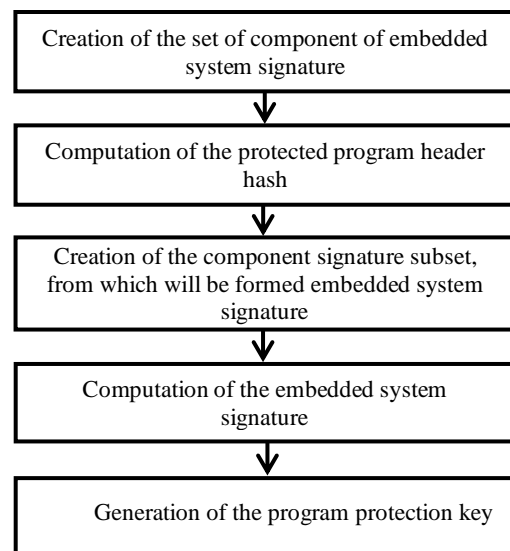 Creation of the set of component of embedded
system signature
Computation of the protected program header
hash
Creation of the component signature subset,
from which will be formed embedded system
signature
Computation of the embedded system
signature
Generation of the program protection key